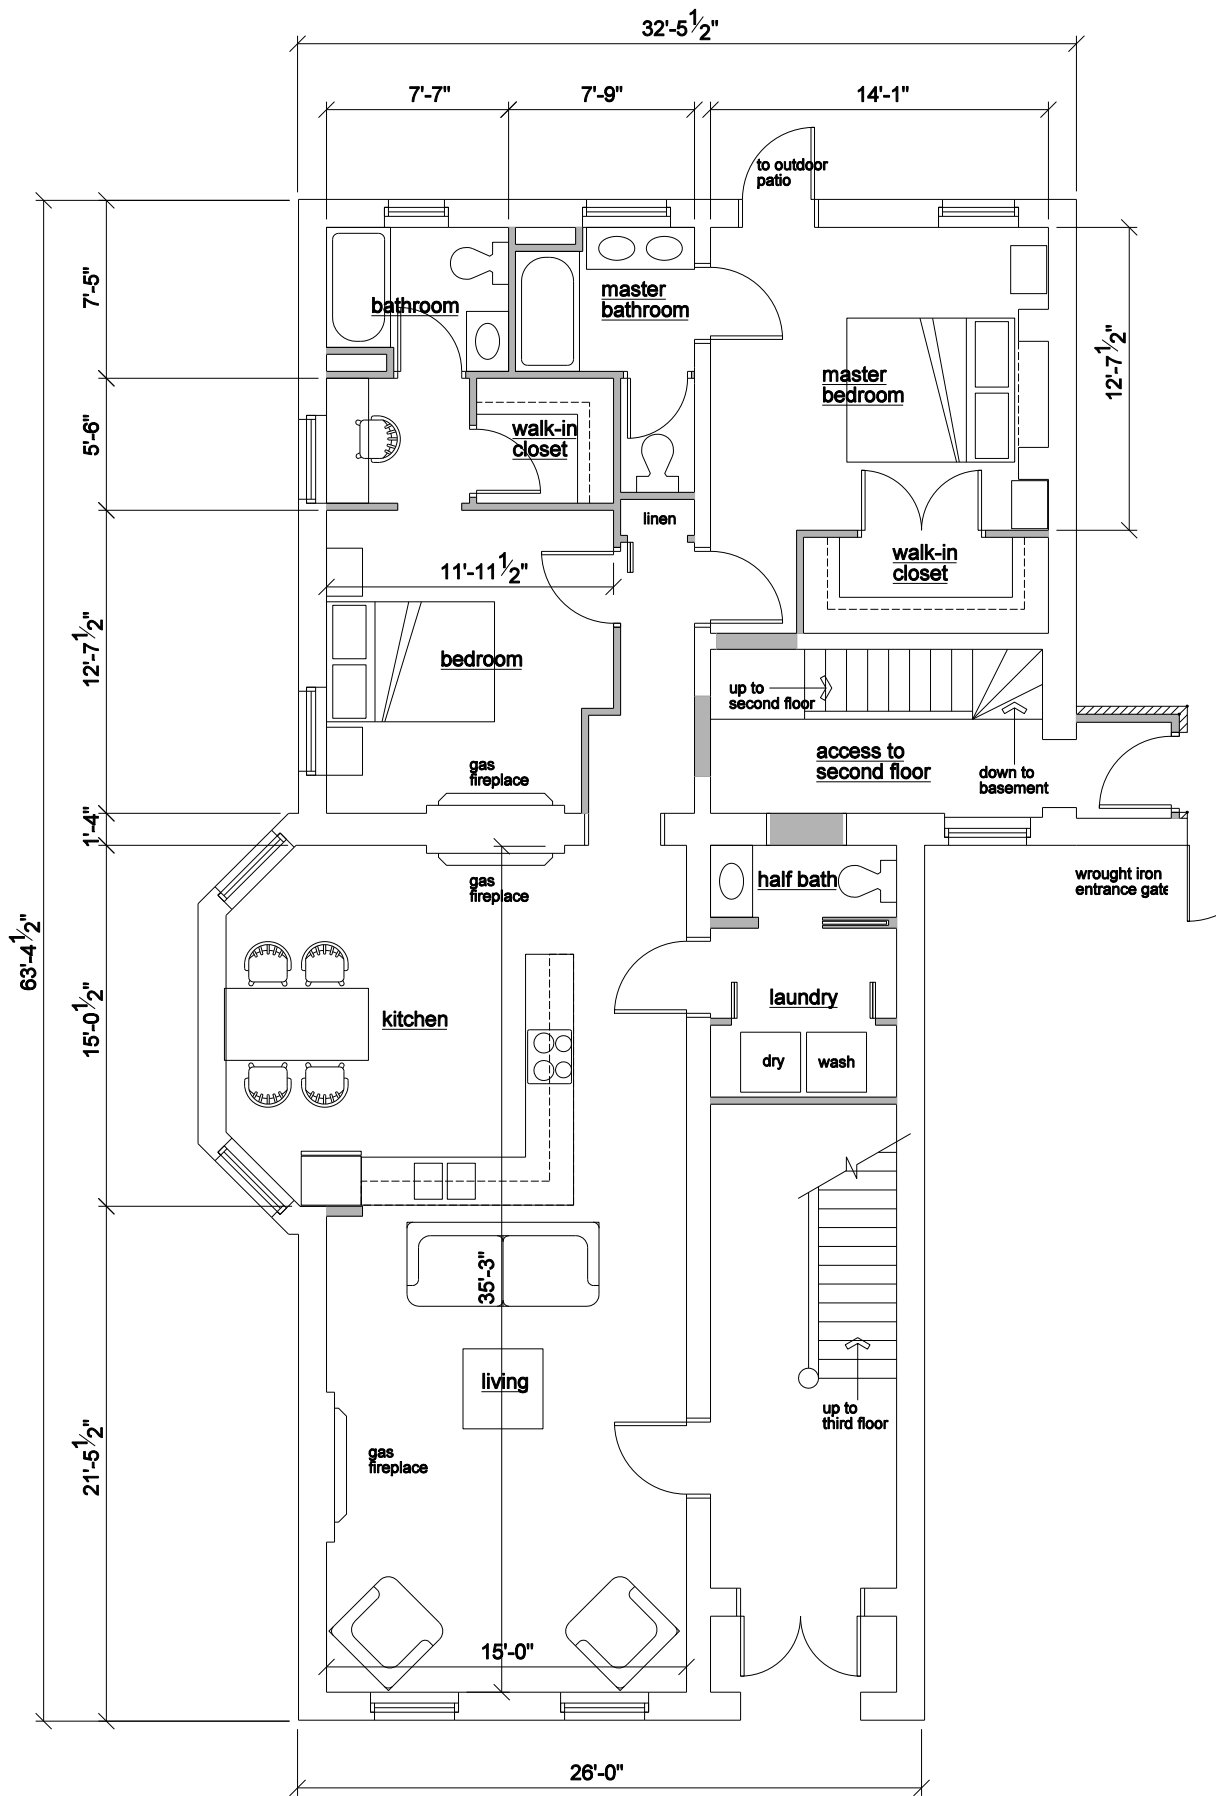 32'-5 1/2"
7'-7"
7'-9"
14'-1"
to outdoor
patio
7'-5"
bathroom
master
bathroom
master
bedroom
12'-7 1/2"
5'-6"
walk-in
closet
linen
walk-in
closet
11'-11 1/2"
12'-7 1/2"
bedroom
up to
second floor
access to
second floor
down to
basement
gas
fireplace
1'-4"
gas
fireplace
half bath
wrought iron
entrance gate
63'-4 1/2"
15'-0 1/2"
kitchen
laundry
dry
wash
35'-3"
living
up to
third floor
21'-5 1/2"
gas
fireplace
15'-0"
26'-0"